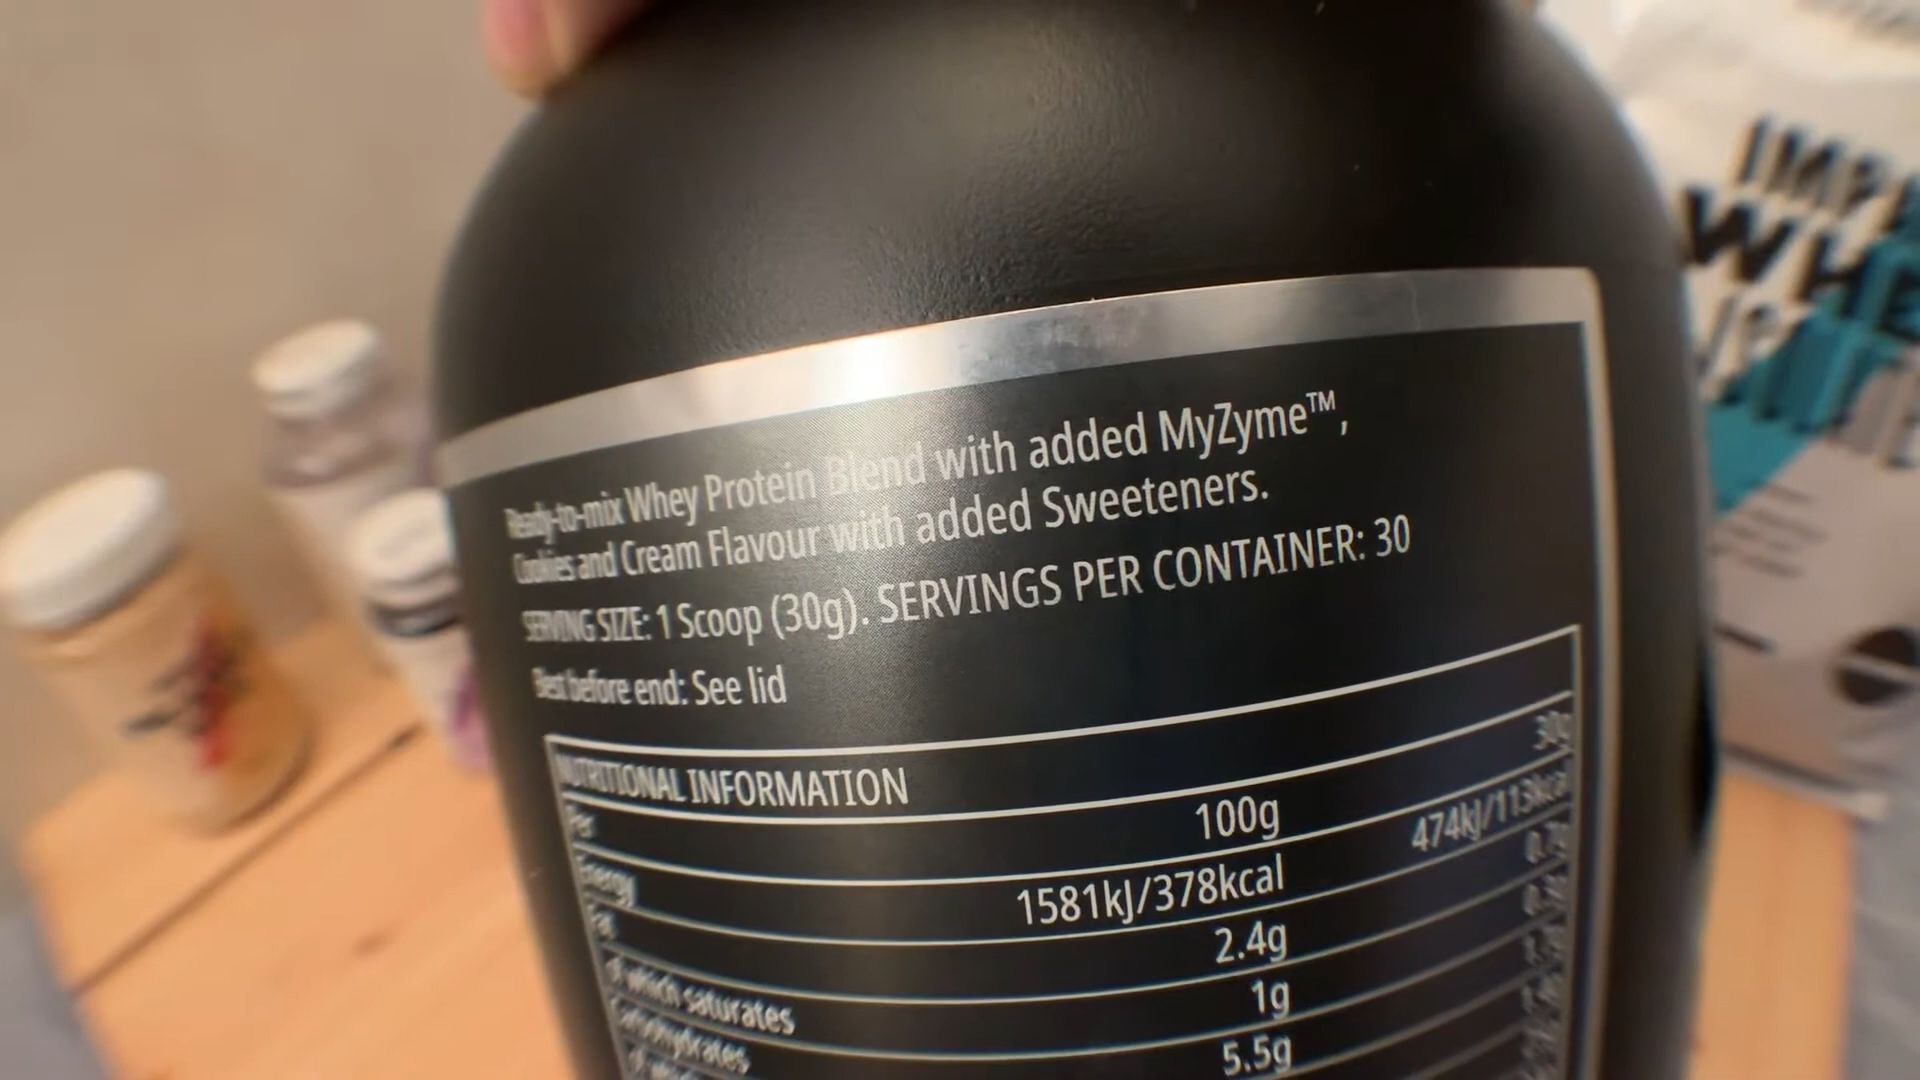 Ready-to-mix Whey Protein Blend with added MyZyme™,
Cookies and Cream Flavour with added Sweeteners.
SERVING SIZE: 1 Scoop (30g). SERVINGS PER CONTAINER: 30
Best before end: See lid
NUTRITIONAL INFORMATION
Per 100g 30g
Energy 1581kJ/378kcal 474kJ/113kcal
Fat 2.4g
of which saturates 1g
Carbohydrates 5.5g